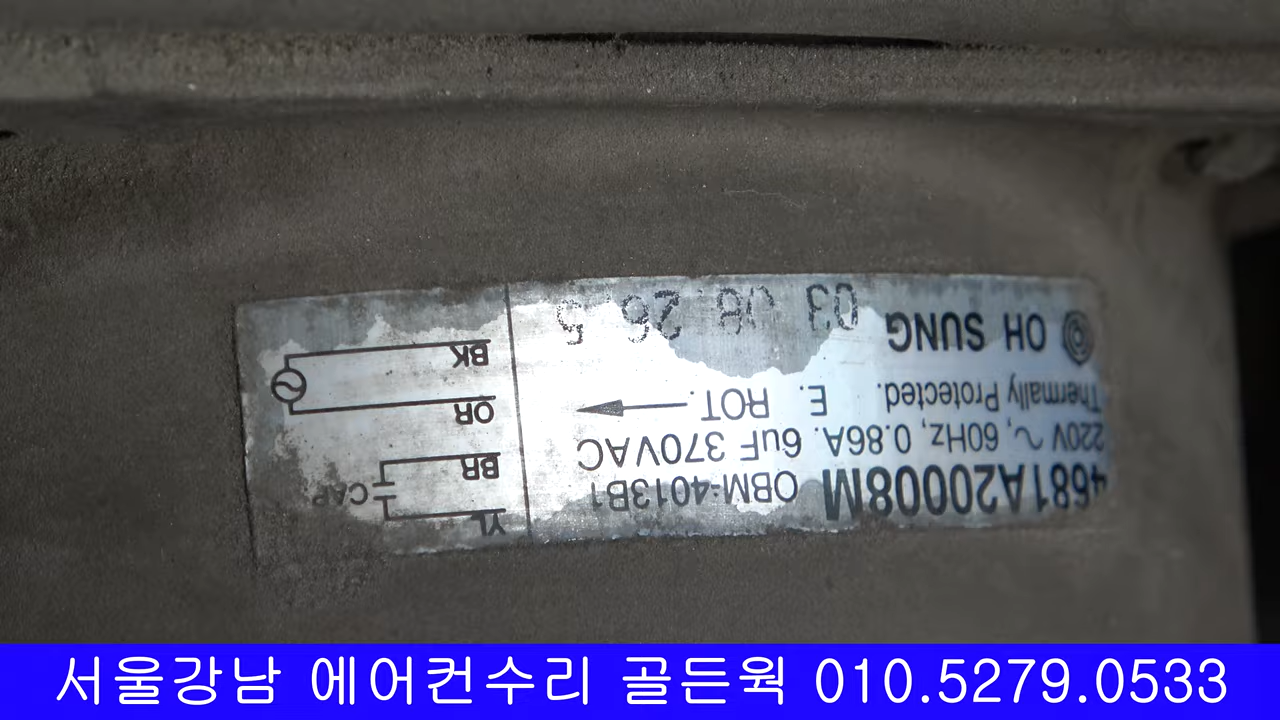 4681A20008M OBM-4013B1
220V ~, 60Hz, 0.86A. 6uF 370VAC
Thermally Protected. E. ROT.
OH SUNG 03 08 26 5
YL
CAP
BR
OR
BK
서울강남 에어컨수리 골든웍 010.5279.0533